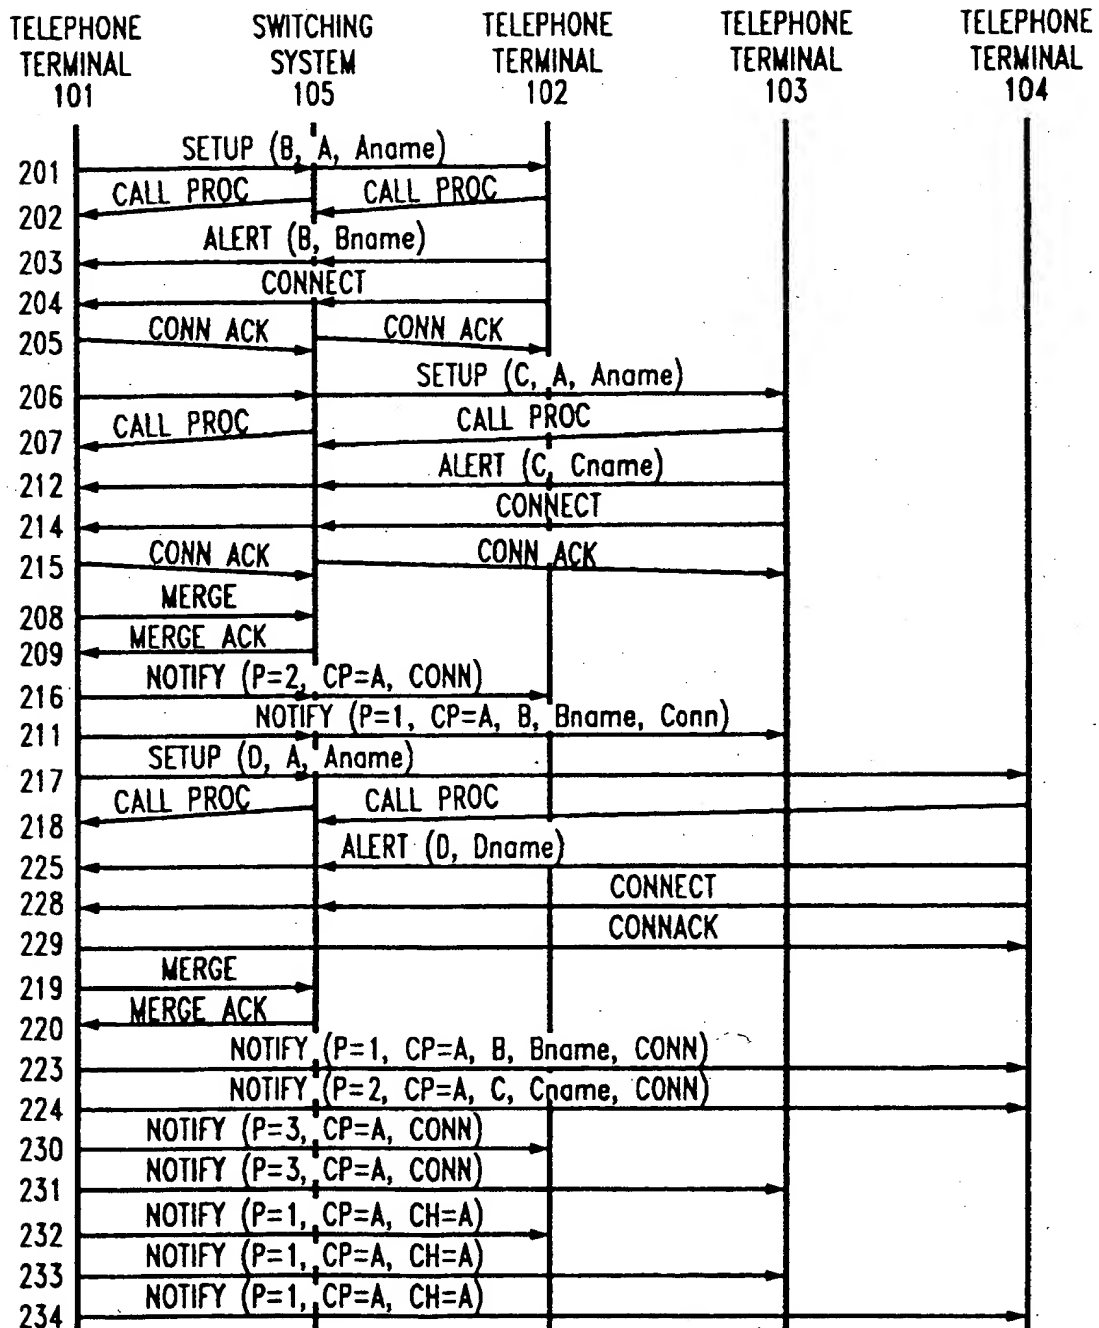 TELEPHONE TERMINAL 101
SWITCHING SYSTEM 105
TELEPHONE TERMINAL 102
TELEPHONE TERMINAL 103
TELEPHONE TERMINAL 104
SETUP (B, A, Aname)
201
CALL PROC CALL PROC
202
ALERT (B, Bname)
203
CONNECT
204
CONN ACK CONN ACK
205
SETUP (C, A, Aname)
206
CALL PROC CALL PROC
207
ALERT (C, Cname)
212
CONNECT
214
CONN ACK CONN ACK
215
MERGE
208
MERGE ACK
209
NOTIFY (P=2, CP=A, CONN)
216
NOTIFY (P=1, CP=A, B, Bname, Conn)
211
SETUP (D, A, Aname)
217
CALL PROC CALL PROC
218
ALERT (D, Dname)
225
CONNECT
228
CONNACK
229
MERGE
219
MERGE ACK
220
NOTIFY (P=1, CP=A, B, Bname, CONN)
223
NOTIFY (P=2, CP=A, C, Cname, CONN)
224
NOTIFY (P=3, CP=A, CONN)
230
NOTIFY (P=3, CP=A, CONN)
231
NOTIFY (P=1, CP=A, CH=A)
232
NOTIFY (P=1, CP=A, CH=A)
233
NOTIFY (P=1, CP=A, CH=A)
234